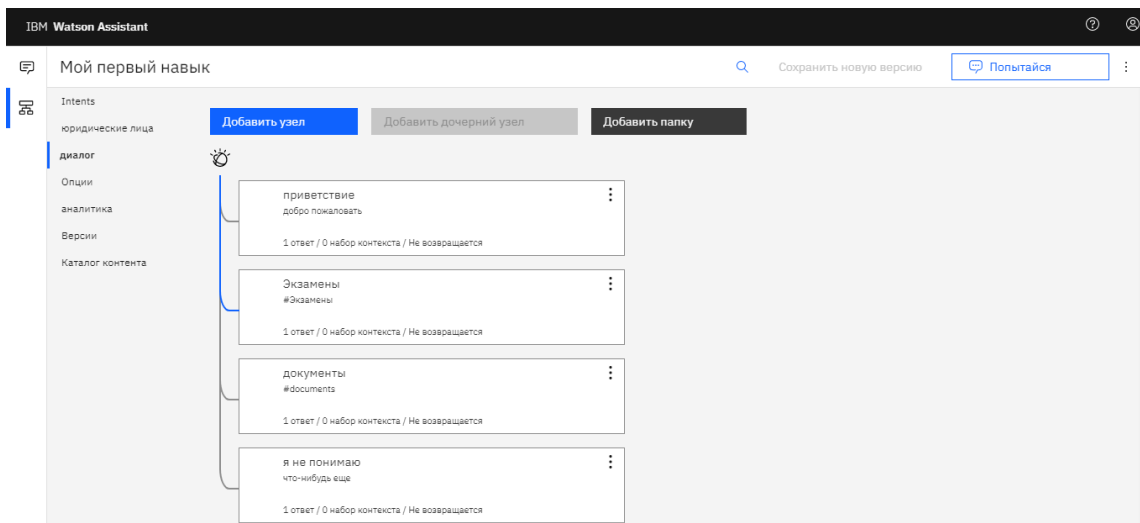 IBM Watson Assistant
Мой первый навык
Сохранить новую версию
Попытайся
Intents
юридические лица
диалог
Опции
аналитика
Версии
Каталог контента
Добавить узел
Добавить дочерний узел
Добавить папку
приветствие
добро пожаловать
1 ответ / 0 набор контекста / Не возвращается
Экзамены
#Экзамены
1 ответ / 0 набор контекста / Не возвращается
документы
#documents
1 ответ / 0 набор контекста / Не возвращается
я не понимаю
что-нибудь еще
1 ответ / 0 набор контекста / Не возвращается